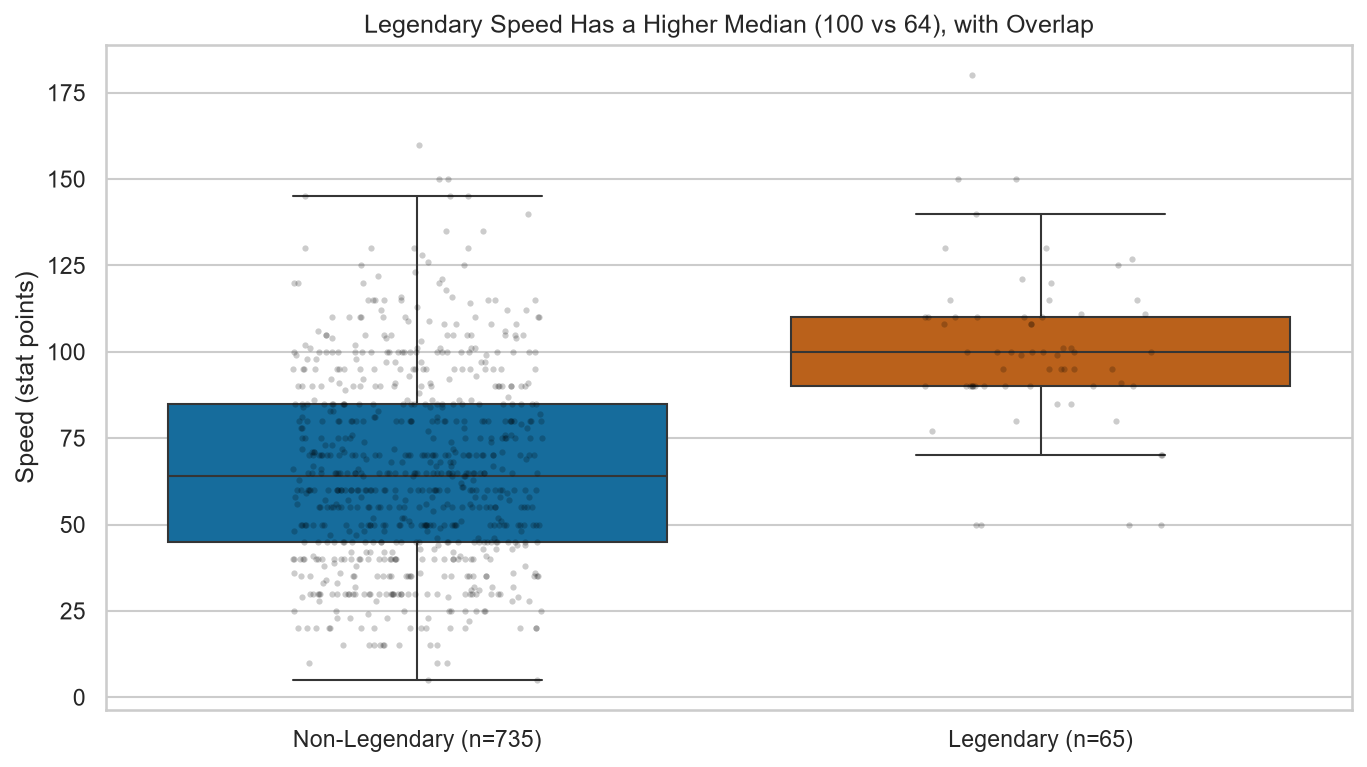 Legendary Speed Has a Higher Median (100 vs 64), with Overlap
Speed (stat points)
175
150
125
100
75
50
25
0
Non-Legendary (n=735)
Legendary (n=65)